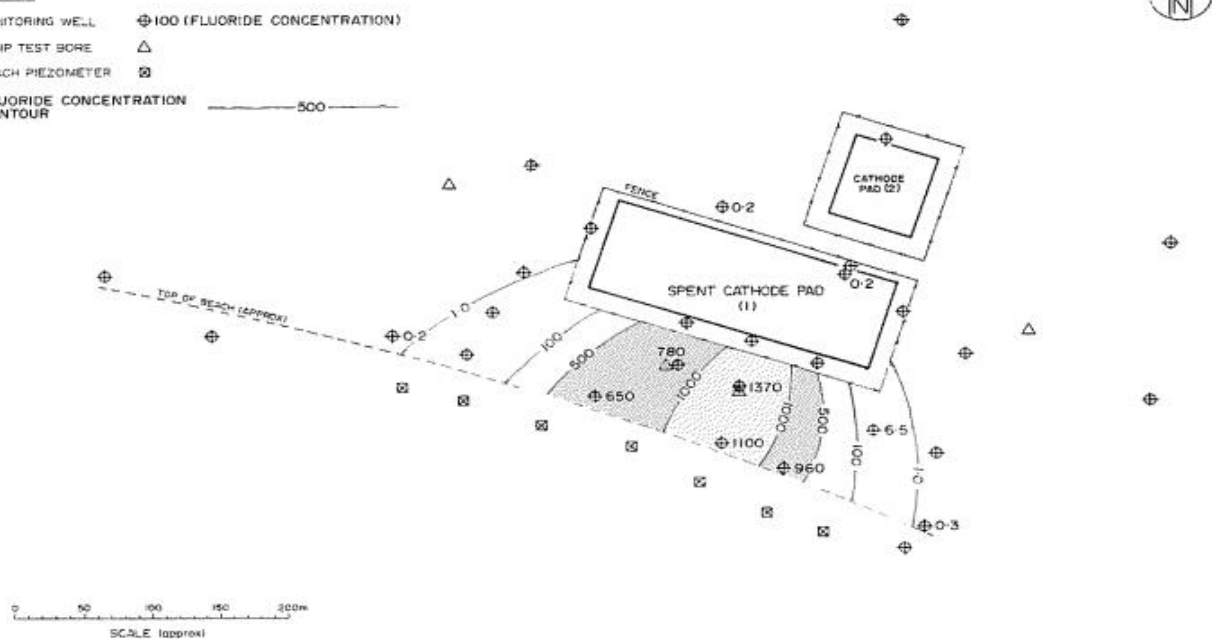 ITORING WELL 100 (FLUORIDE CONCENTRATION)
TEST BORE
CH PIEZOMETER
UORIDE CONCENTRATION
NTOUR
500
N
CATHODE
PAD (2)
FENCE
0·2
0·2
SPENT CATHODE PAD
(1)
TOP OF BEACH (APPROX)
0·2
1·0
100
500
780
1000
650
1370
1000
500
1100
960
100
6·5
1·0
0·3
0 50 100 150 200m
SCALE (approx)